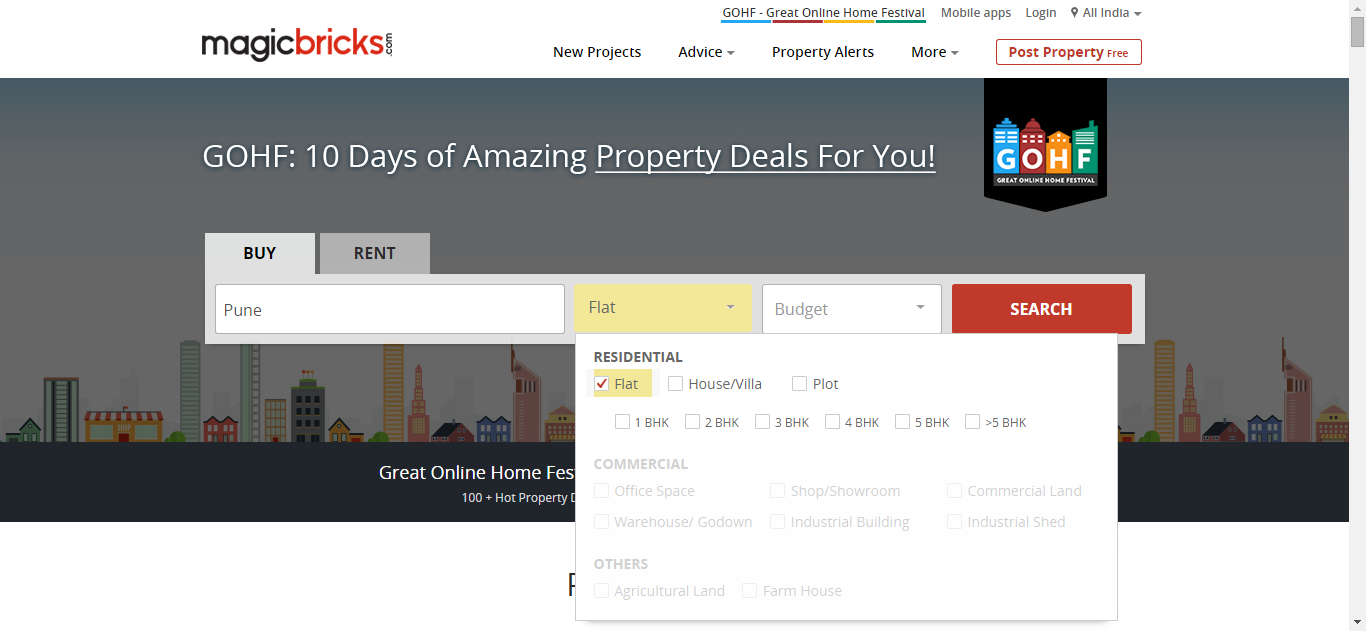 GOHF - Great Online Home Festival Mobile apps Login All India
magicbricks.com
New Projects Advice Property Alerts More Post Property Free
GOHF: 10 Days of Amazing Property Deals For You!
GOHF
GREAT ONLINE HOME FESTIVAL
BUY RENT
Pune Flat Budget SEARCH
RESIDENTIAL
Flat House/Villa Plot
1 BHK 2 BHK 3 BHK 4 BHK 5 BHK >5 BHK
SHOP
COMMERCIAL
Great Online Home Fes
Office Space Shop/Showroom Commercial Land
100 + Hot Property D
Warehouse/ Godown Industrial Building Industrial Shed
OTHERS
Agricultural Land Farm House